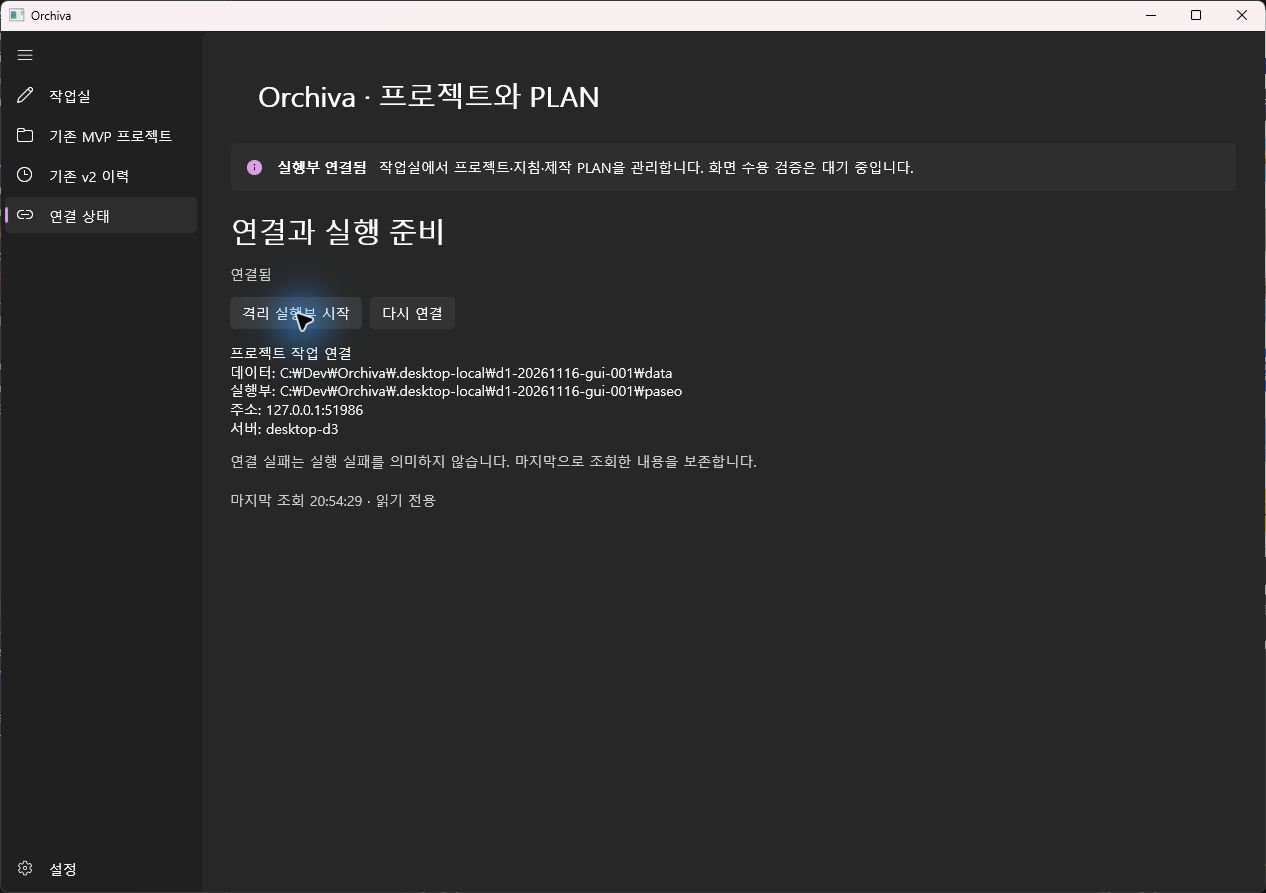 Orchiva
작업실
기존 MVP 프로젝트
기존 v2 이력
연결 상태
설정
Orchiva · 프로젝트와 PLAN
실행부 연결됨 작업실에서 프로젝트·지침·제작 PLAN을 관리합니다. 화면 수용 검증은 대기 중입니다.
연결과 실행 준비
연결됨
격리 실행부 시작 다시 연결
프로젝트 작업 연결
데이터: C:₩Dev₩Orchiva₩.desktop-local₩d1-20261116-gui-001₩data
실행부: C:₩Dev₩Orchiva₩.desktop-local₩d1-20261116-gui-001₩paseo
주소: 127.0.0.1:51986
서버: desktop-d3
연결 실패는 실행 실패를 의미하지 않습니다. 마지막으로 조회한 내용을 보존합니다.
마지막 조회 20:54:29 · 읽기 전용